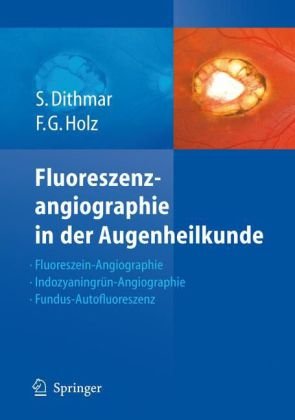 S. Dithmar
F. G. Holz
Fluoreszenz-
angiographie
in der Augenheilkunde
· Fluoreszein-Angiographie
· Indozyaningrün-Angiographie
· Fundus-Autofluoreszenz
Springer